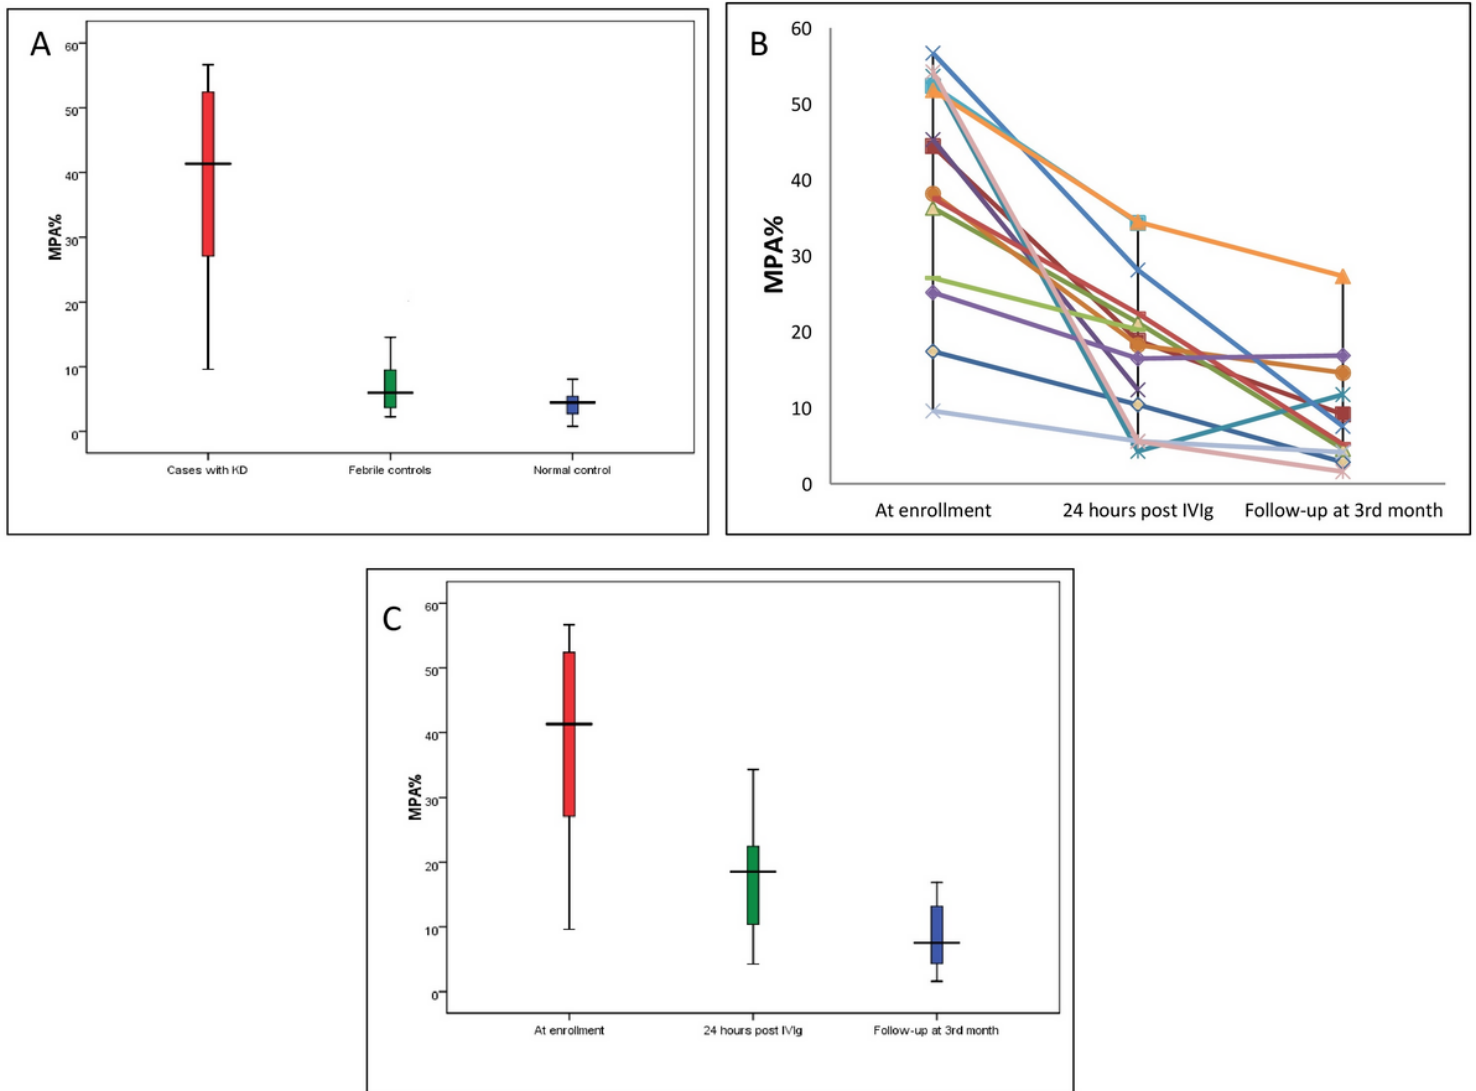 A
60
50
40
30
20
10
0
MPA%
Cases with KD
Febrile controls
Normal control
B
60
50
40
30
20
10
0
MPA%
At enrollment
24 hours post IVIg
Follow-up at 3rd month
C
60
50
40
30
20
10
0
MPA%
At enrollment
24 hours post IVIg
Follow-up at 3rd month